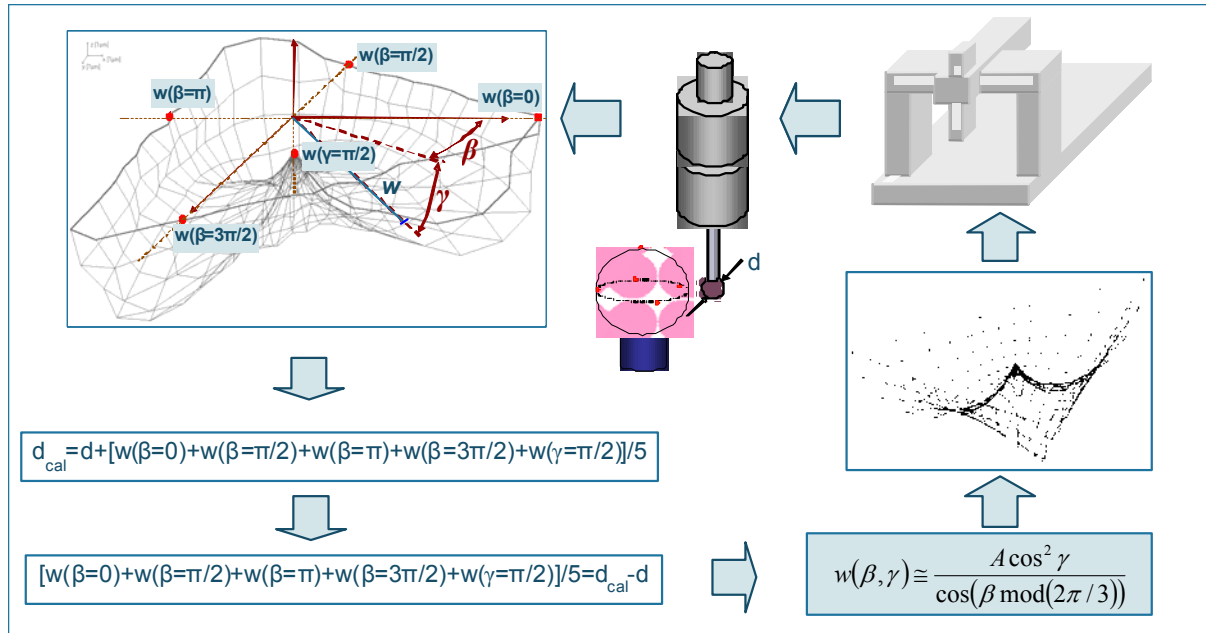 w(β=π/2)
w(β=π)
w(β=0)
w(γ=π/2)
β
w
γ
w(β=3π/2)
d
d_cal=d+[w(β=0)+w(β=π/2)+w(β=π)+w(β=3π/2)+w(γ=π/2)]/5
[w(β=0)+w(β=π/2)+w(β=π)+w(β=3π/2)+w(γ=π/2)]/5=d_cal-d
w(β,γ)≅ A cos² γ / cos(β mod(2π/3))